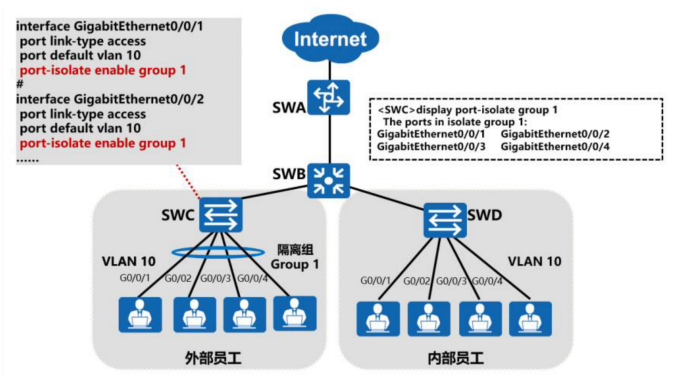 interface GigabitEthernet0/0/1
port link-type access
port default vlan 10
port-isolate enable group 1
#
interface GigabitEthernet0/0/2
port link-type access
port default vlan 10
port-isolate enable group 1
......
Internet
SWA
<SWC>display port-isolate group 1
The ports in isolate group 1:
GigabitEthernet0/0/1 GigabitEthernet0/0/2
GigabitEthernet0/0/3 GigabitEthernet0/0/4
SWB
SWC
SWD
VLAN 10
隔离组
Group 1
VLAN 10
G0/0/1 G0/02 G0/0/3 G0/0/4
G0/0/1 G0/02 G0/0/3 G0/0/4
外部员工
内部员工